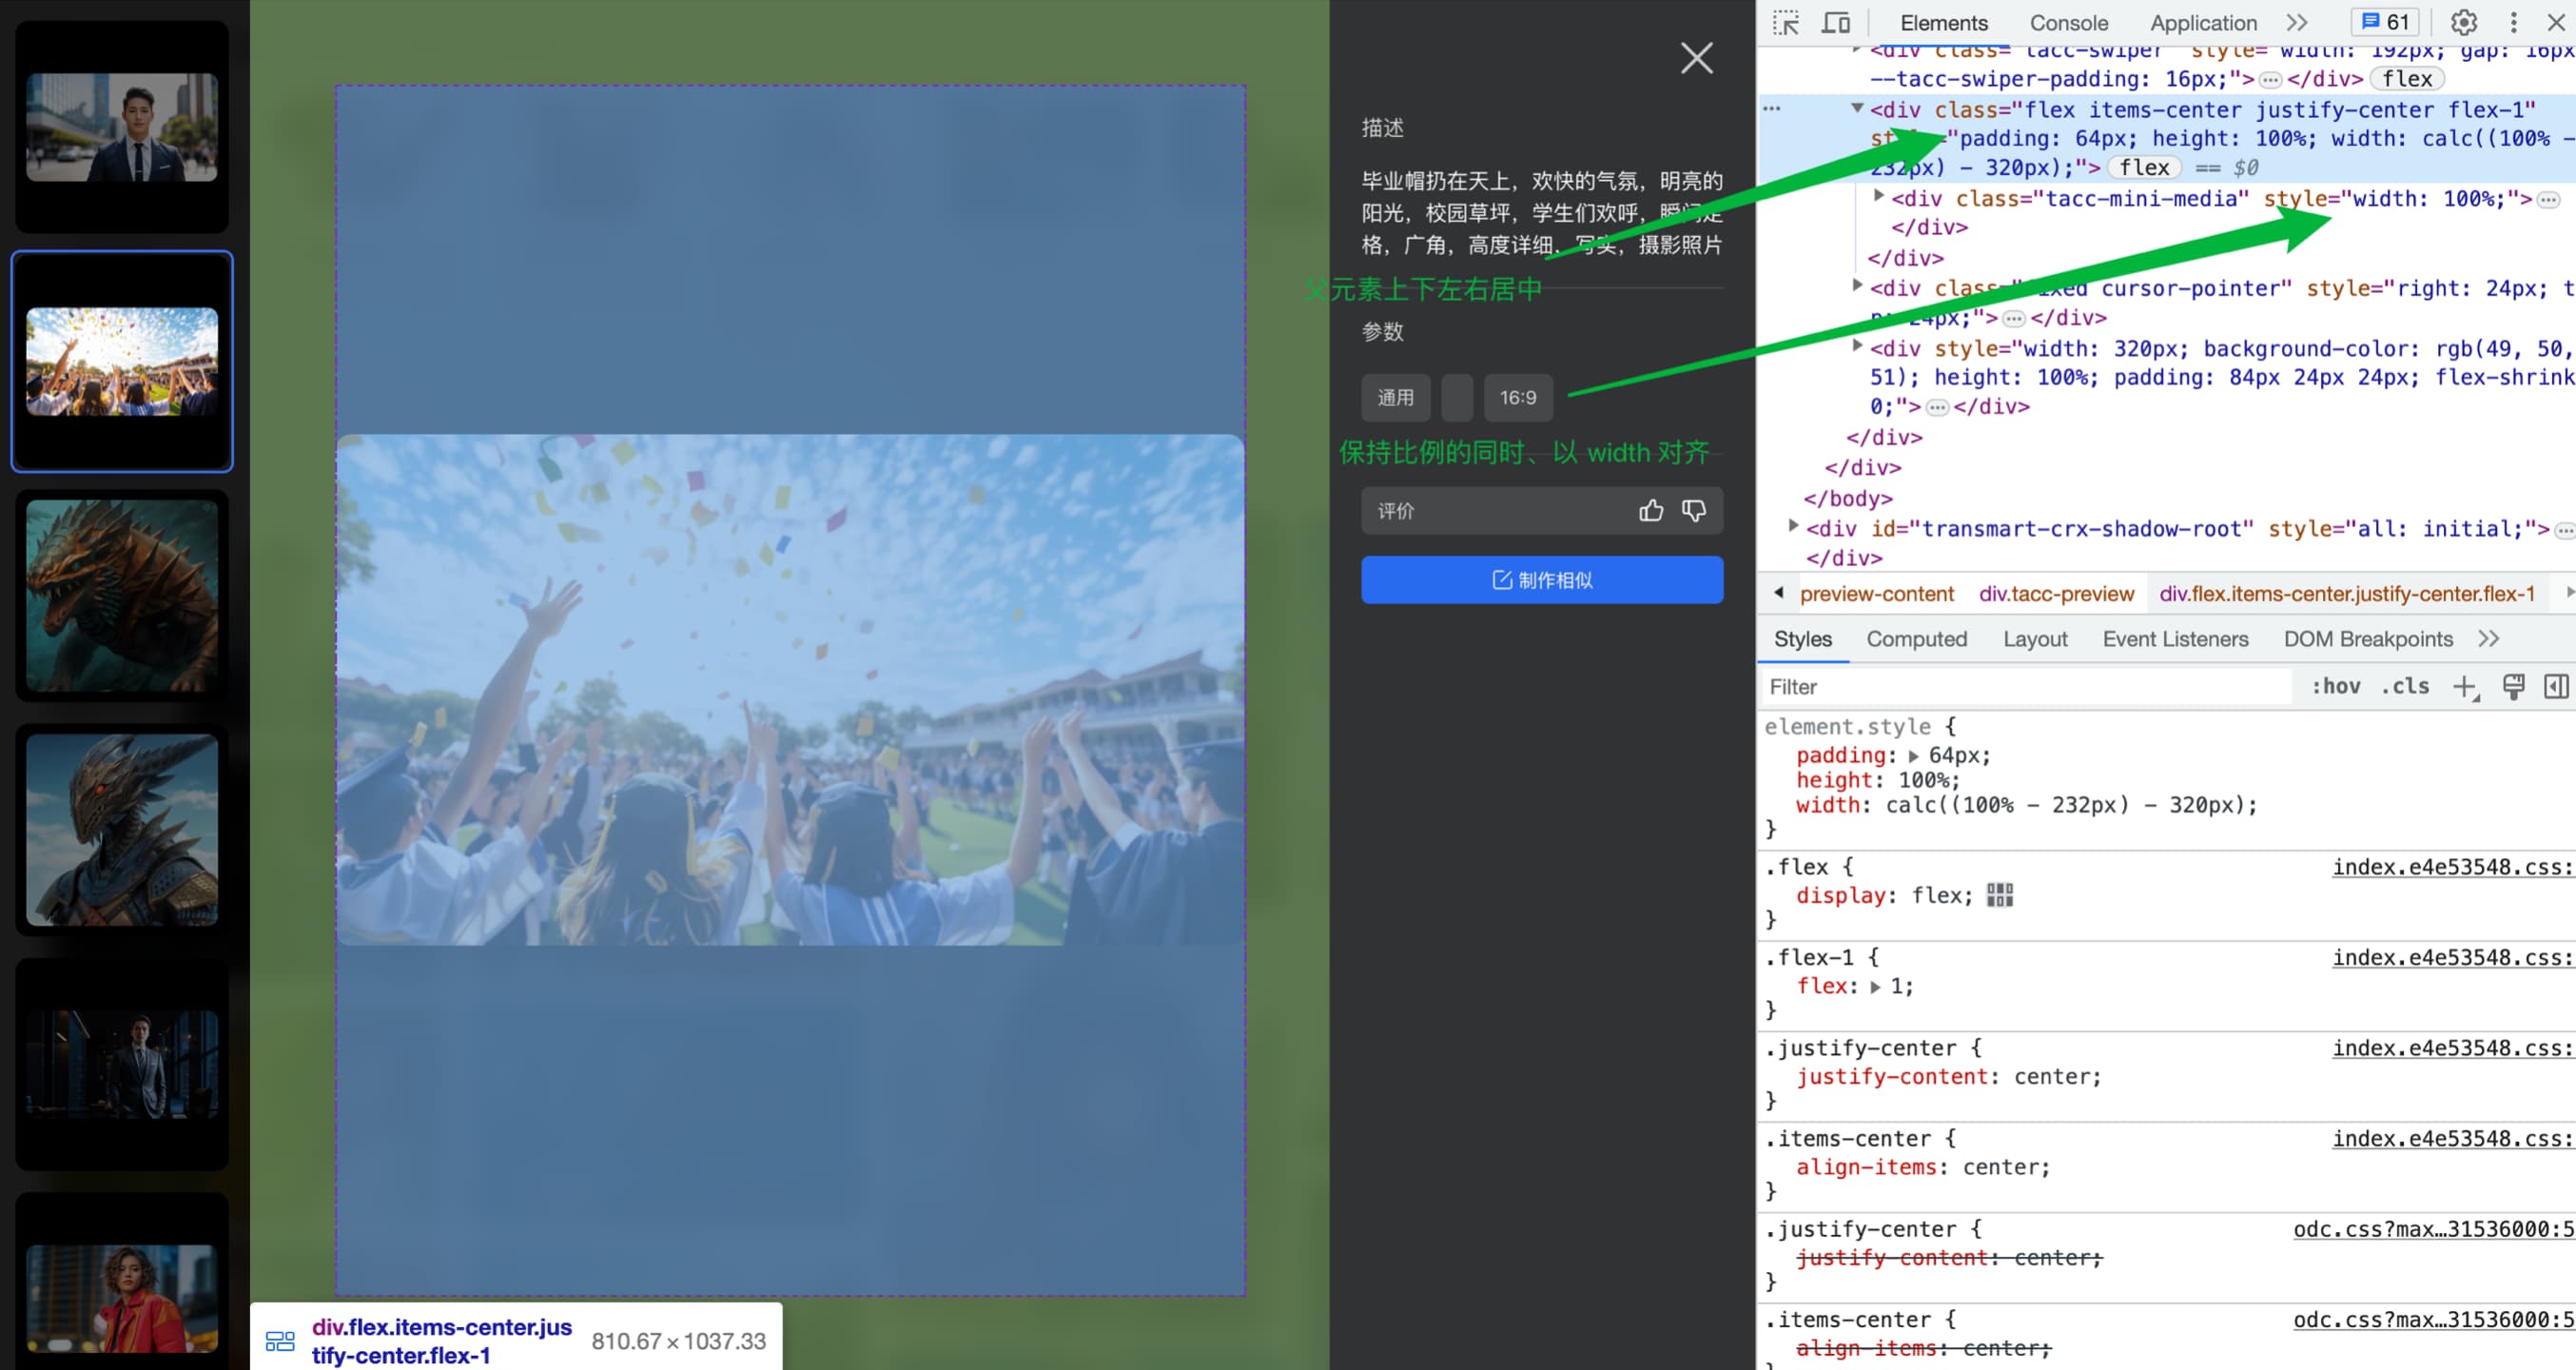 描述
毕业帽扔在天上，欢快的气氛，明亮的
阳光，校园草坪，学生们欢呼，瞬间定
格，广角，高度详细，写实，摄影照片
父元素上下左右居中
参数
通用
16:9
保持比例的同时、以 width 对齐
评价
制作相似
div.flex.items-center.jus
tify-center.flex-1
810.67 × 1037.33
Elements
Console
Application
61
<div class="tacc-swiper" style="width: 192px; gap: 16px
--tacc-swiper-padding: 16px;"> … </div> flex
<div class="flex items-center justify-center flex-1"
"padding: 64px; height: 100%; width: calc((100% -
232px) - 320px);"> flex == $0
<div class="tacc-mini-media" style="width: 100%;"> …
</div>
</div>
cursor-pointer" style="right: 24px; t
24px;"> … </div>
<div style="width: 320px; background-color: rgb(49, 50,
51); height: 100%; padding: 84px 24px 24px; flex-shrink
0;"> … </div>
</div>
</div>
</body>
<div id="transmart-crx-shadow-root" style="all: initial;"> …
</div>
preview-content div.tacc-preview div.flex.items-center.justify-center.flex-1
Styles Computed Layout Event Listeners DOM Breakpoints
Filter
:hov .cls
element.style {
padding: 64px;
height: 100%;
width: calc((100% - 232px) - 320px);
}
.flex { index.e4e53548.css:
display: flex;
}
.flex-1 { index.e4e53548.css:
flex: 1;
}
.justify-center { index.e4e53548.css:
justify-content: center;
}
.items-center { index.e4e53548.css:
align-items: center;
}
.justify-center { odc.css?max…31536000:5
justify-content: center;
}
.items-center { odc.css?max…31536000:5
align-items: center;